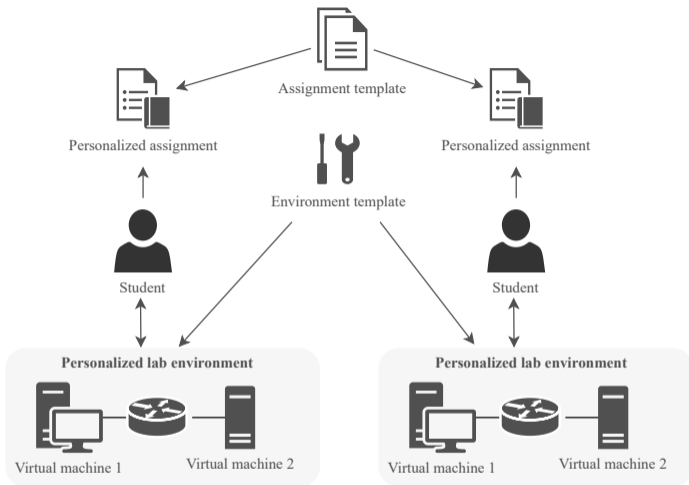 Assignment template
Personalized assignment
Personalized assignment
Environment template
Student
Student
Personalized lab environment
Personalized lab environment
Virtual machine 1
Virtual machine 2
Virtual machine 1
Virtual machine 2